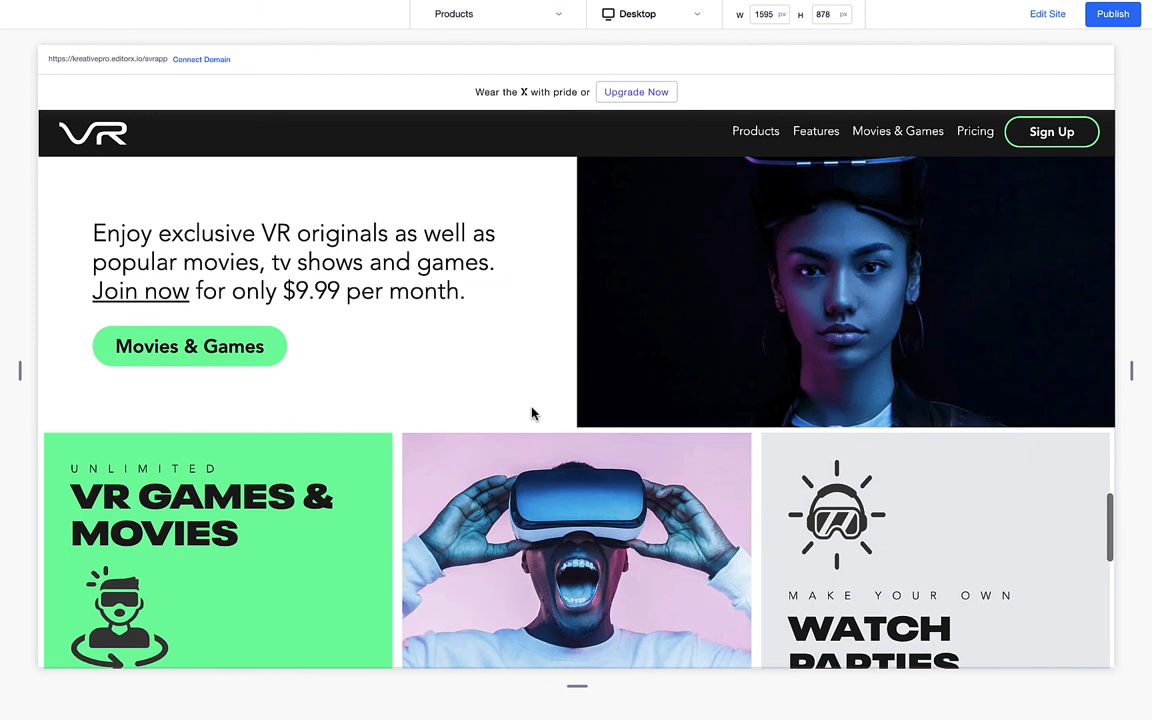 Products
Desktop
W 1595 px H 878 px
Edit Site
Publish
https://kreativepro.editorx.io/svrapp Connect Domain
Wear the X with pride or Upgrade Now
VR
Products Features Movies & Games Pricing Sign Up
Enjoy exclusive VR originals as well as
popular movies, tv shows and games.
Join now for only $9.99 per month.
Movies & Games
UNLIMITED
VR GAMES &
MOVIES
MAKE YOUR OWN
WATCH
PARTIES